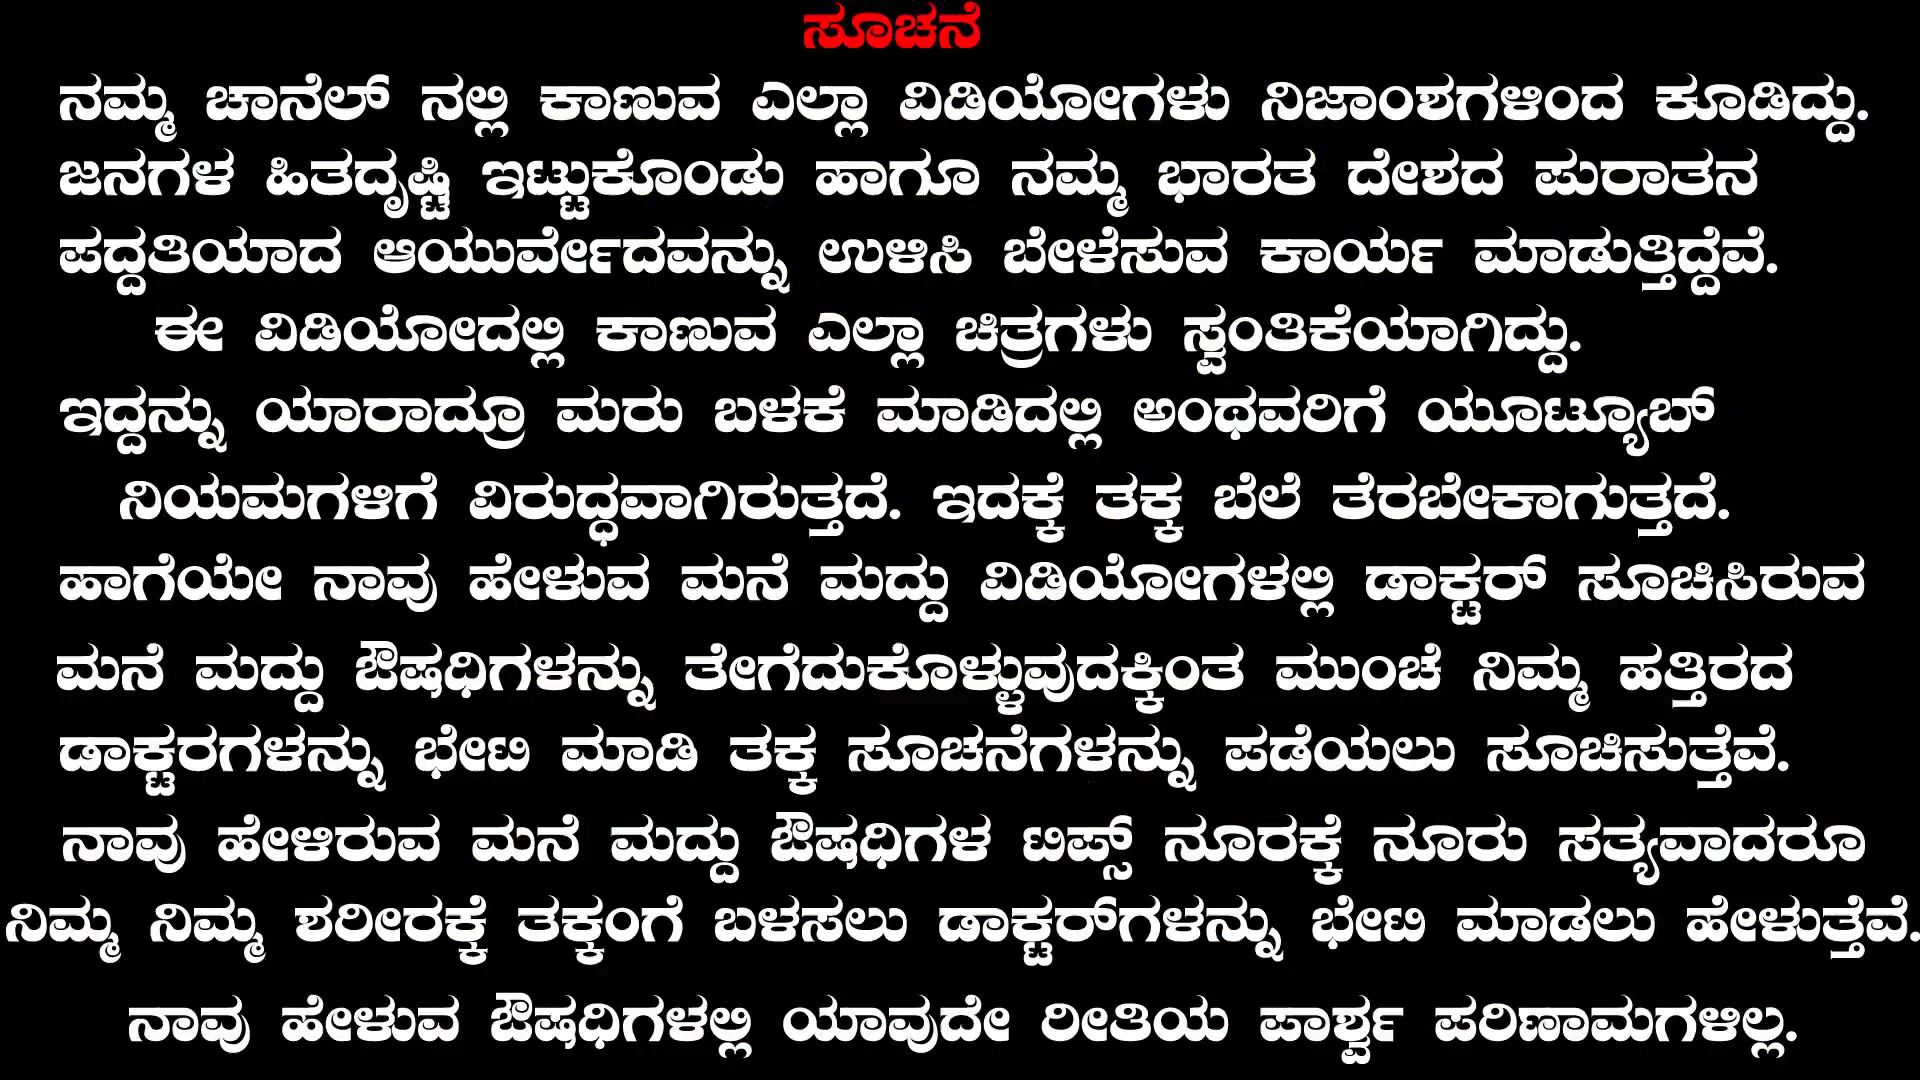 ಸೂಚನೆ
ನಮ್ಮ ಚಾನೆಲ್ ನಲ್ಲಿ ಕಾಣುವ ಎಲ್ಲಾ ವಿಡಿಯೋಗಳು ನಿಜಾಂಶಗಳಿಂದ ಕೂಡಿದ್ದು.
ಜನಗಳ ಹಿತದೃಷ್ಟಿ ಇಟ್ಟುಕೊಂಡು ಹಾಗೂ ನಮ್ಮ ಭಾರತ ದೇಶದ ಪುರಾತನ
ಪದ್ದತಿಯಾದ ಆಯುರ್ವೇದವನ್ನು ಉಳಿಸಿ ಬೇಳೆಸುವ ಕಾರ್ಯ ಮಾಡುತ್ತಿದ್ದೆವೆ.
ಈ ವಿಡಿಯೋದಲ್ಲಿ ಕಾಣುವ ಎಲ್ಲಾ ಚಿತ್ರಗಳು ಸ್ವಂತಿಕೆಯಾಗಿದ್ದು.
ಇದ್ದನ್ನು ಯಾರಾದ್ರೂ ಮರು ಬಳಕೆ ಮಾಡಿದಲ್ಲಿ ಅಂಥವರಿಗೆ ಯೂಟ್ಯೂಬ್
ನಿಯಮಗಳಿಗೆ ವಿರುದ್ಧವಾಗಿರುತ್ತದೆ. ಇದಕ್ಕೆ ತಕ್ಕ ಬೆಲೆ ತೆರಬೇಕಾಗುತ್ತದೆ.
ಹಾಗೆಯೇ ನಾವು ಹೇಳುವ ಮನೆ ಮದ್ದು ವಿಡಿಯೋಗಳಲ್ಲಿ ಡಾಕ್ಟರ್ ಸೂಚಿಸಿರುವ
ಮನೆ ಮದ್ದು ಔಷಧಿಗಳನ್ನು ತೇಗೆದುಕೊಳ್ಳುವುದಕ್ಕಿಂತ ಮುಂಚೆ ನಿಮ್ಮ ಹತ್ತಿರದ
ಡಾಕ್ಟರಗಳನ್ನು ಭೇಟಿ ಮಾಡಿ ತಕ್ಕ ಸೂಚನೆಗಳನ್ನು ಪಡೆಯಲು ಸೂಚಿಸುತ್ತೆವೆ.
ನಾವು ಹೇಳಿರುವ ಮನೆ ಮದ್ದು ಔಷಧಿಗಳ ಟಿಪ್ಸ್ ನೂರಕ್ಕೆ ನೂರು ಸತ್ಯವಾದರೂ
ನಿಮ್ಮ ನಿಮ್ಮ ಶರೀರಕ್ಕೆ ತಕ್ಕಂಗೆ ಬಳಸಲು ಡಾಕ್ಟರ್‌ಗಳನ್ನು ಭೇಟಿ ಮಾಡಲು ಹೇಳುತ್ತೆವೆ.
ನಾವು ಹೇಳುವ ಔಷಧಿಗಳಲ್ಲಿ ಯಾವುದೇ ರೀತಿಯ ಪಾರ್ಶ್ವ ಪರಿಣಾಮಗಳಿಲ್ಲ.